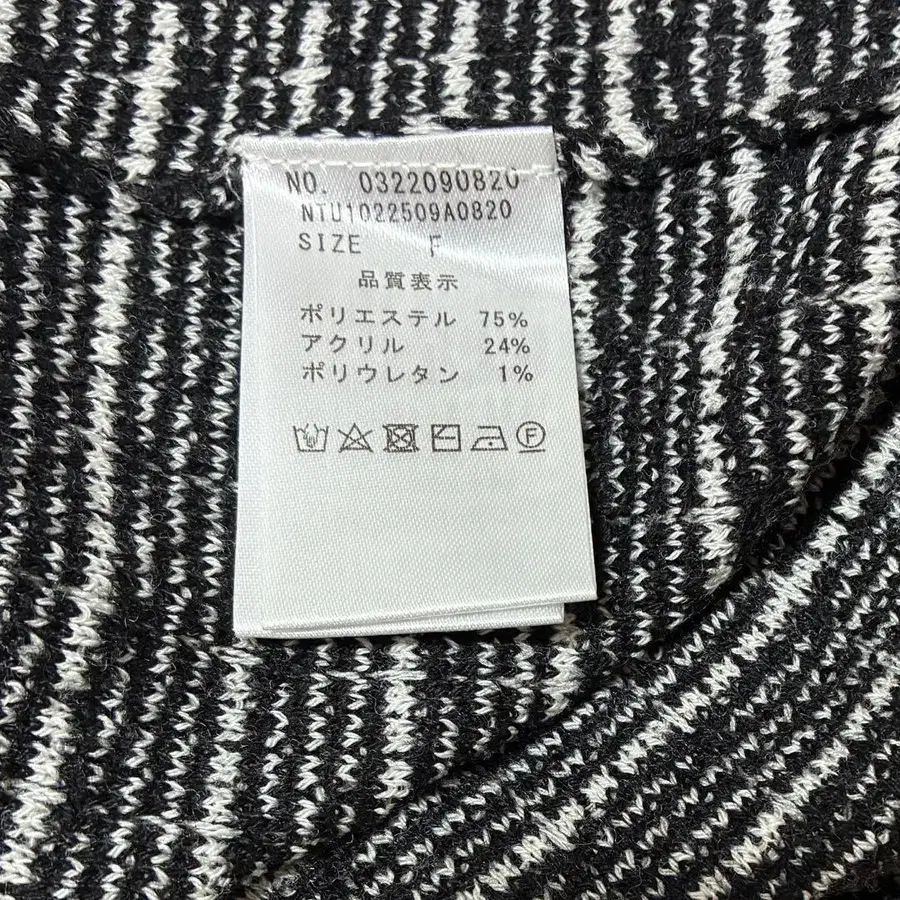 NO. 0322090820
NTU1022509A0820
SIZE F
品質表示
ポリエステル 75%
アクリル 24%
ポリウレタン 1%
F